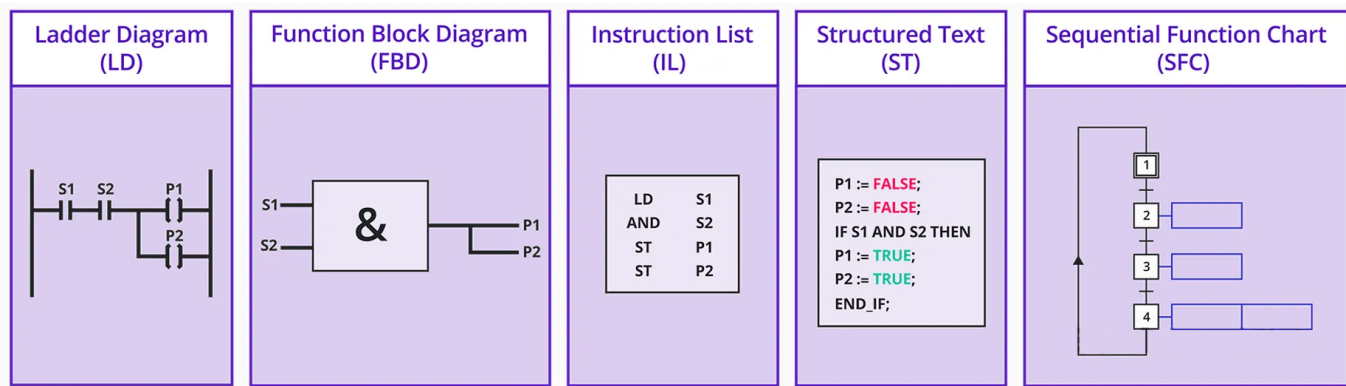 Ladder Diagram
(LD)
S1 S2 P1
P2
Function Block Diagram
(FBD)
S1
S2
&
P1
P2
Instruction List
(IL)
LD S1
AND S2
ST P1
ST P2
Structured Text
(ST)
P1 := FALSE;
P2 := FALSE;
IF S1 AND S2 THEN
P1 := TRUE;
P2 := TRUE;
END_IF;
Sequential Function Chart
(SFC)
1
2
3
4